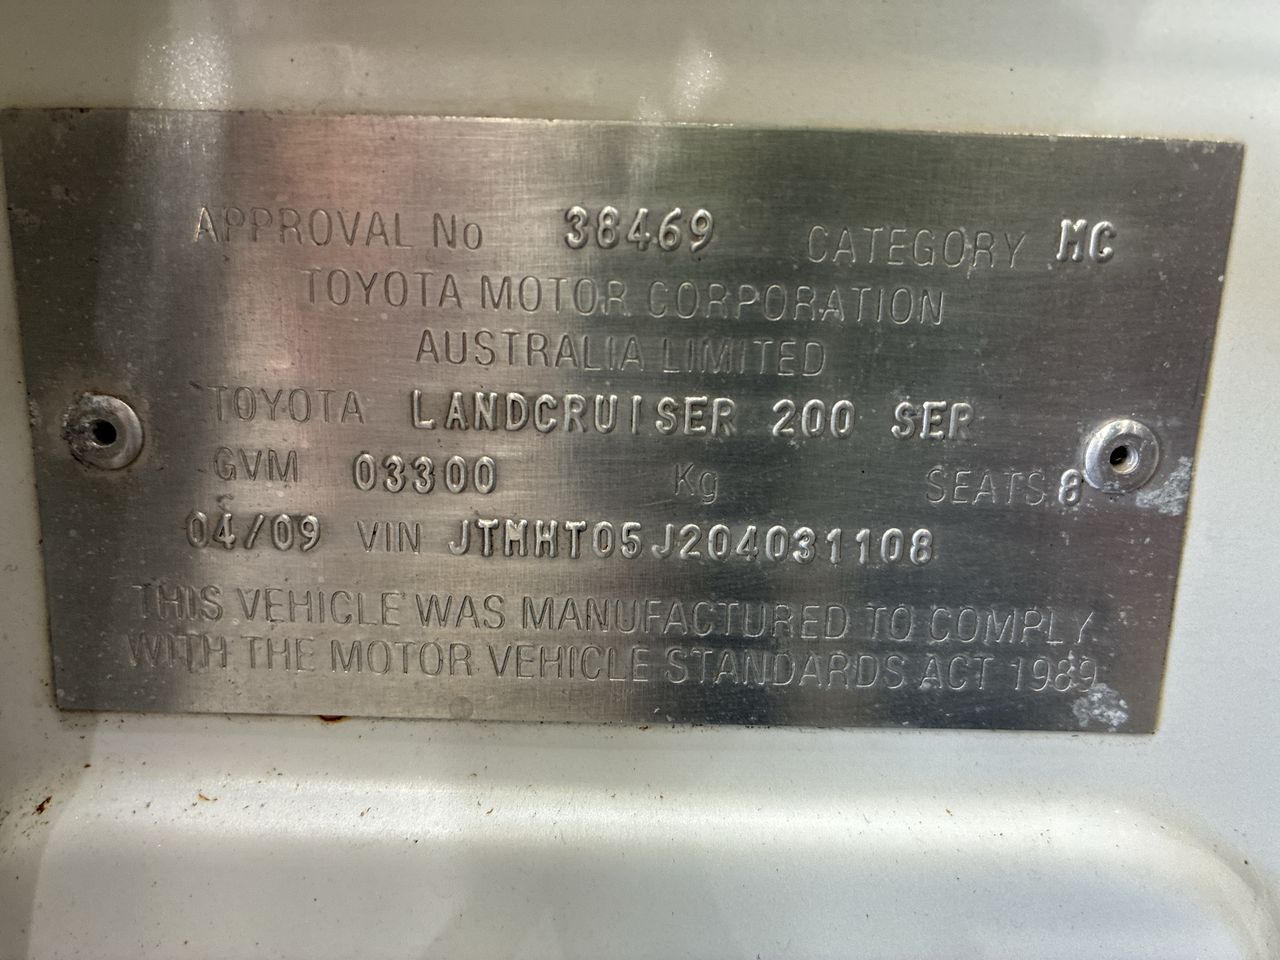 APPROVAL No 38469 CATEGORY MC
TOYOTA MOTOR CORPORATION
AUSTRALIA LIMITED
TOYOTA LANDCRUISER 200 SER
GVM 03300 Kg SEATS 8
04/09 VIN JTMHT05J204031108
THIS VEHICLE WAS MANUFACTURED TO COMPLY
WITH THE MOTOR VEHICLE STANDARDS ACT 1989